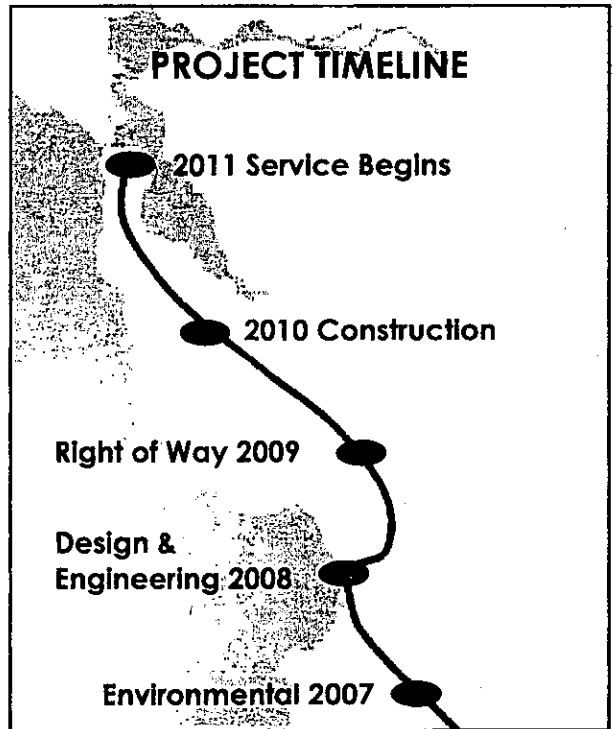 PROJECT TIMELINE
2011 Service Begins
2010 Construction
Right of Way 2009
Design &
Engineering 2008
Environmental 2007